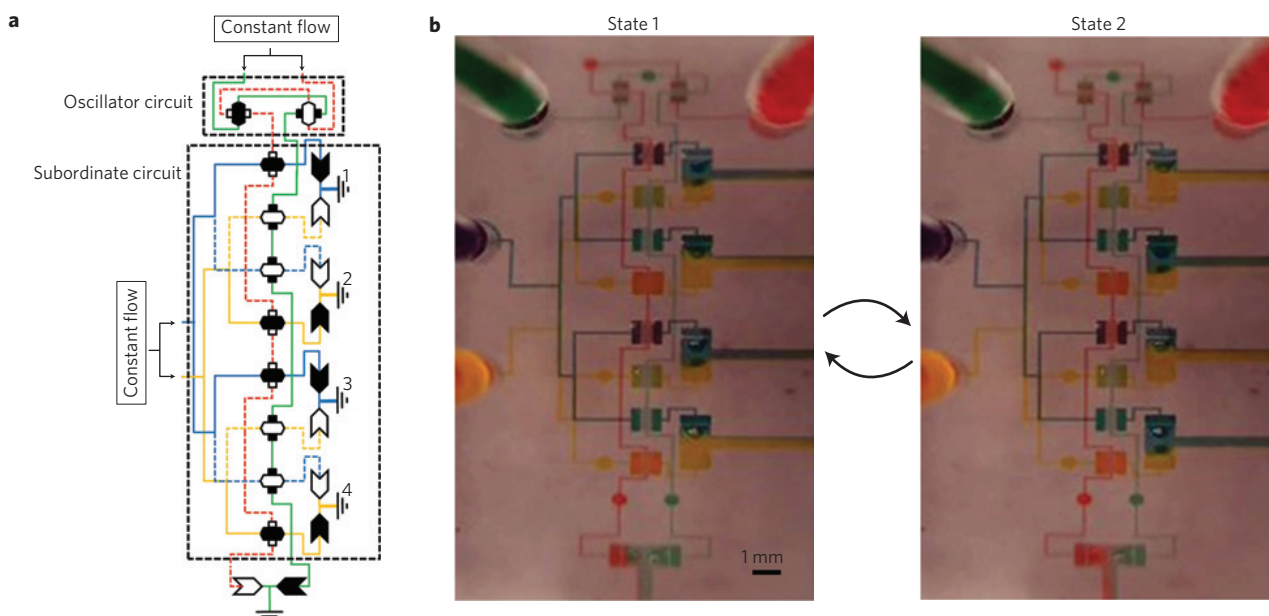 a
Constant flow
Oscillator circuit
Subordinate circuit
1
2
3
4
Constant flow
b
State 1
State 2
1 mm